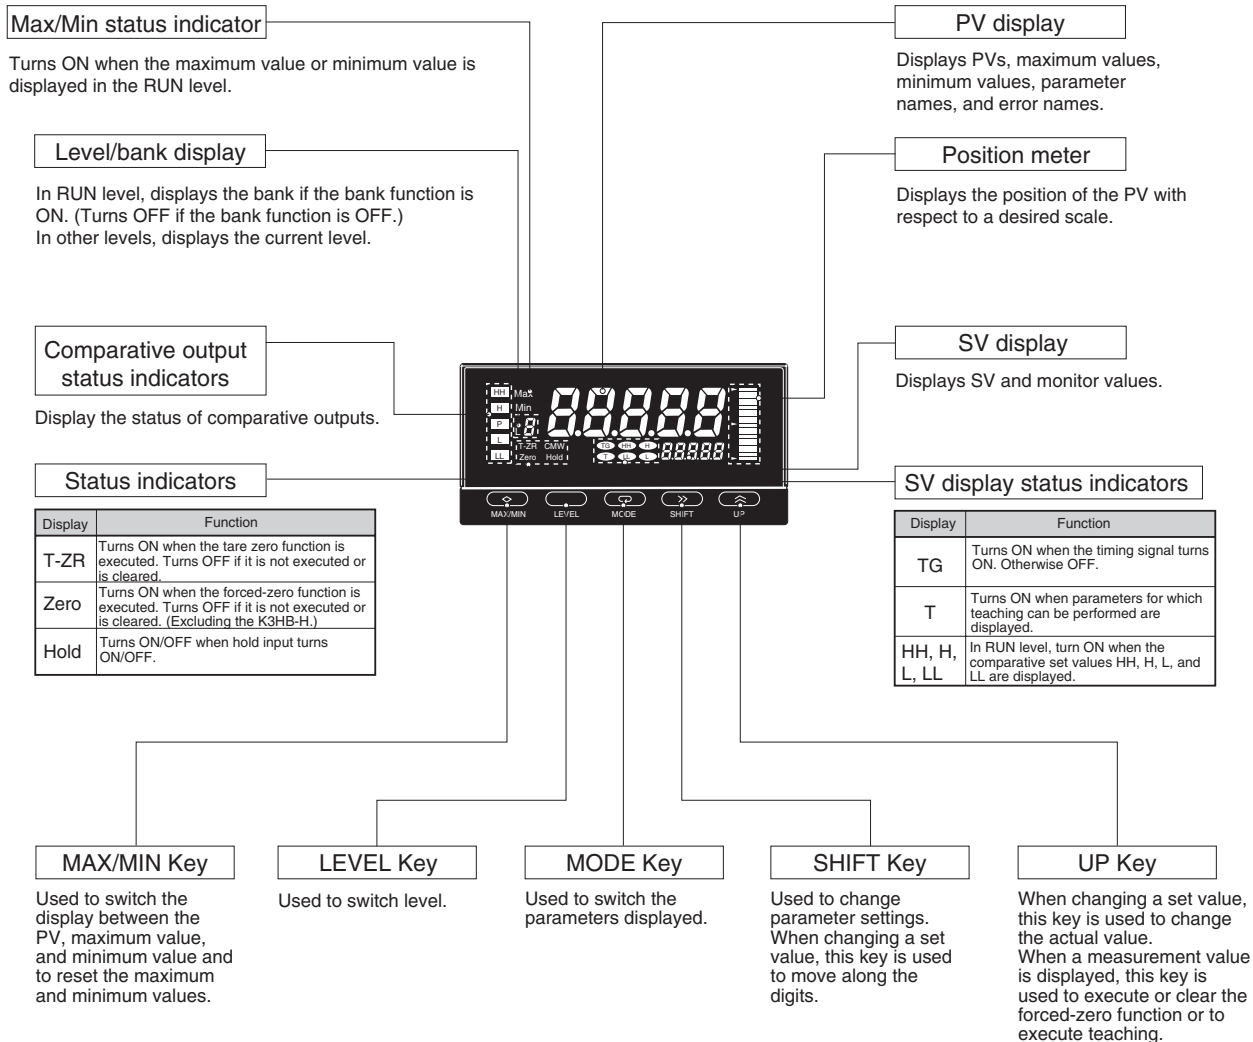 Max/Min status indicator
Turns ON when the maximum value or minimum value is
displayed in the RUN level.
PV display
Displays PVs, maximum values,
minimum values, parameter
names, and error names.
Level/bank display
In RUN level, displays the bank if the bank function is
ON. (Turns OFF if the bank function is OFF.)
In other levels, displays the current level.
Position meter
Displays the position of the PV with
respect to a desired scale.
Comparative output
status indicators
Display the status of comparative outputs.
SV display
Displays SV and monitor values.
HH
H
P
L
LL
Max
Min
8
8.8.8.8.8
T-ZR CMW
Zero Hold
TG HH H
T LL L
88888
MAX/MIN LEVEL MODE SHIFT UP
Status indicators
Display Function
T-ZR Turns ON when the tare zero function is
executed. Turns OFF if it is not executed or
is cleared.
Zero Turns ON when the forced-zero function is
executed. Turns OFF if it is not executed or
is cleared. (Excluding the K3HB-H.)
Hold Turns ON/OFF when hold input turns
ON/OFF.
SV display status indicators
Display Function
TG Turns ON when the timing signal turns
ON. Otherwise OFF.
T Turns ON when parameters for which
teaching can be performed are
displayed.
HH, H,
L, LL
In RUN level, turn ON when the
comparative set values HH, H, L, and
LL are displayed.
MAX/MIN Key
Used to switch the
display between the
PV, maximum value,
and minimum value and
to reset the maximum
and minimum values.
LEVEL Key
Used to switch level.
MODE Key
Used to switch the
parameters displayed.
SHIFT Key
Used to change
parameter settings.
When changing a set
value, this key is used
to move along the
digits.
UP Key
When changing a set value,
this key is used to change
the actual value.
When a measurement value
is displayed, this key is
used to execute or clear the
forced-zero function or to
execute teaching.